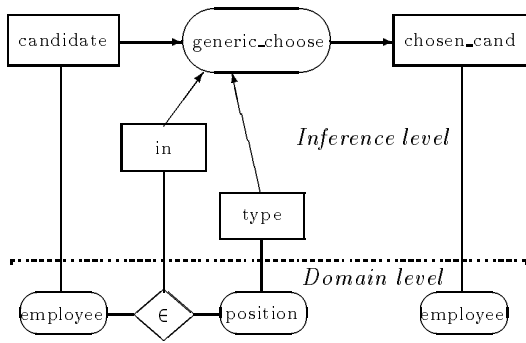 candidate
generic_choose
chosen_cand
in
Inference level
type
Domain level
employee
∈
position
employee